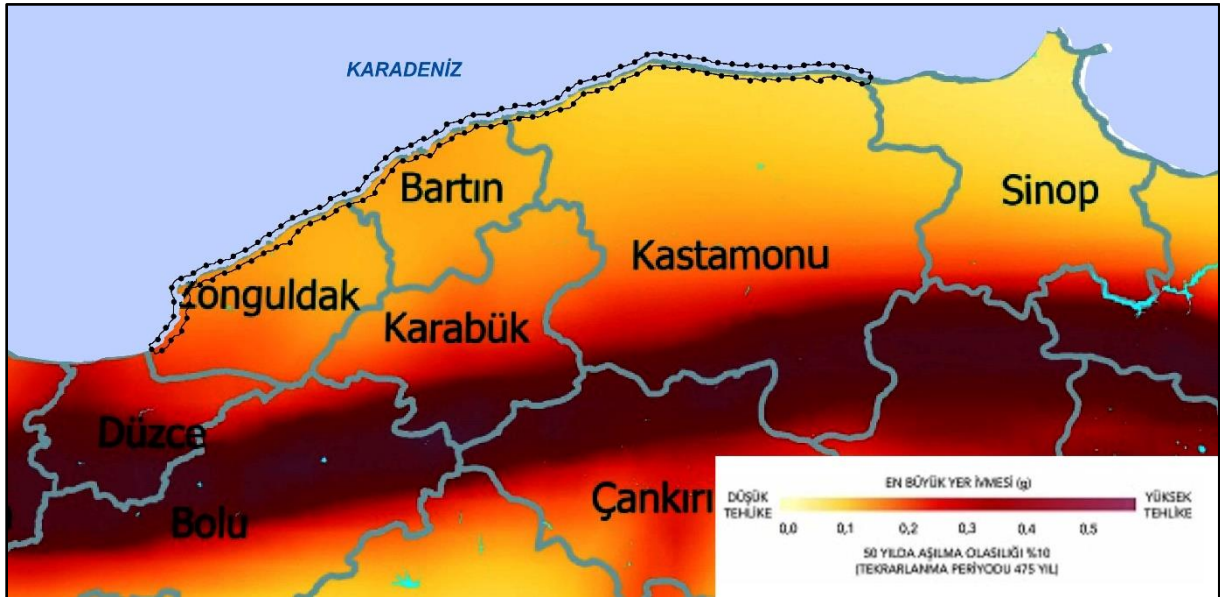 KARADENİZ
Bartın
Sinop
Kastamonu
Zonguldak
Karabük
Düzce
Bolu
Çankırı
EN BÜYÜK YER İVMESİ (g)
DÜŞÜK TEHLİKE
YÜKSEK TEHLİKE
0,0 0,1 0,2 0,3 0,4 0,5
50 YILDA AŞILMA OLASILIĞI %10
(TEKRARLANMA PERİYODU 475 YIL)